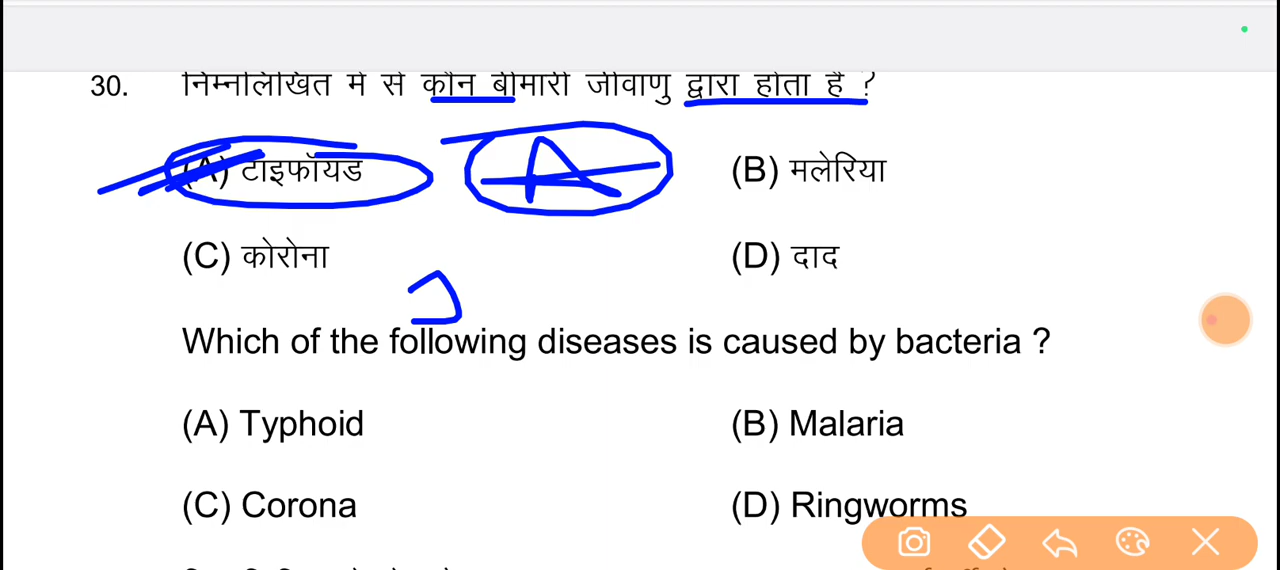 30. निम्नलिखित में से कौन बीमारी जीवाणु द्वारा होता है ?
(A) टाइफॉयड A (B) मलेरिया
(C) कोरोना (D) दाद
Which of the following diseases is caused by bacteria ?
(A) Typhoid (B) Malaria
(C) Corona (D) Ringworms